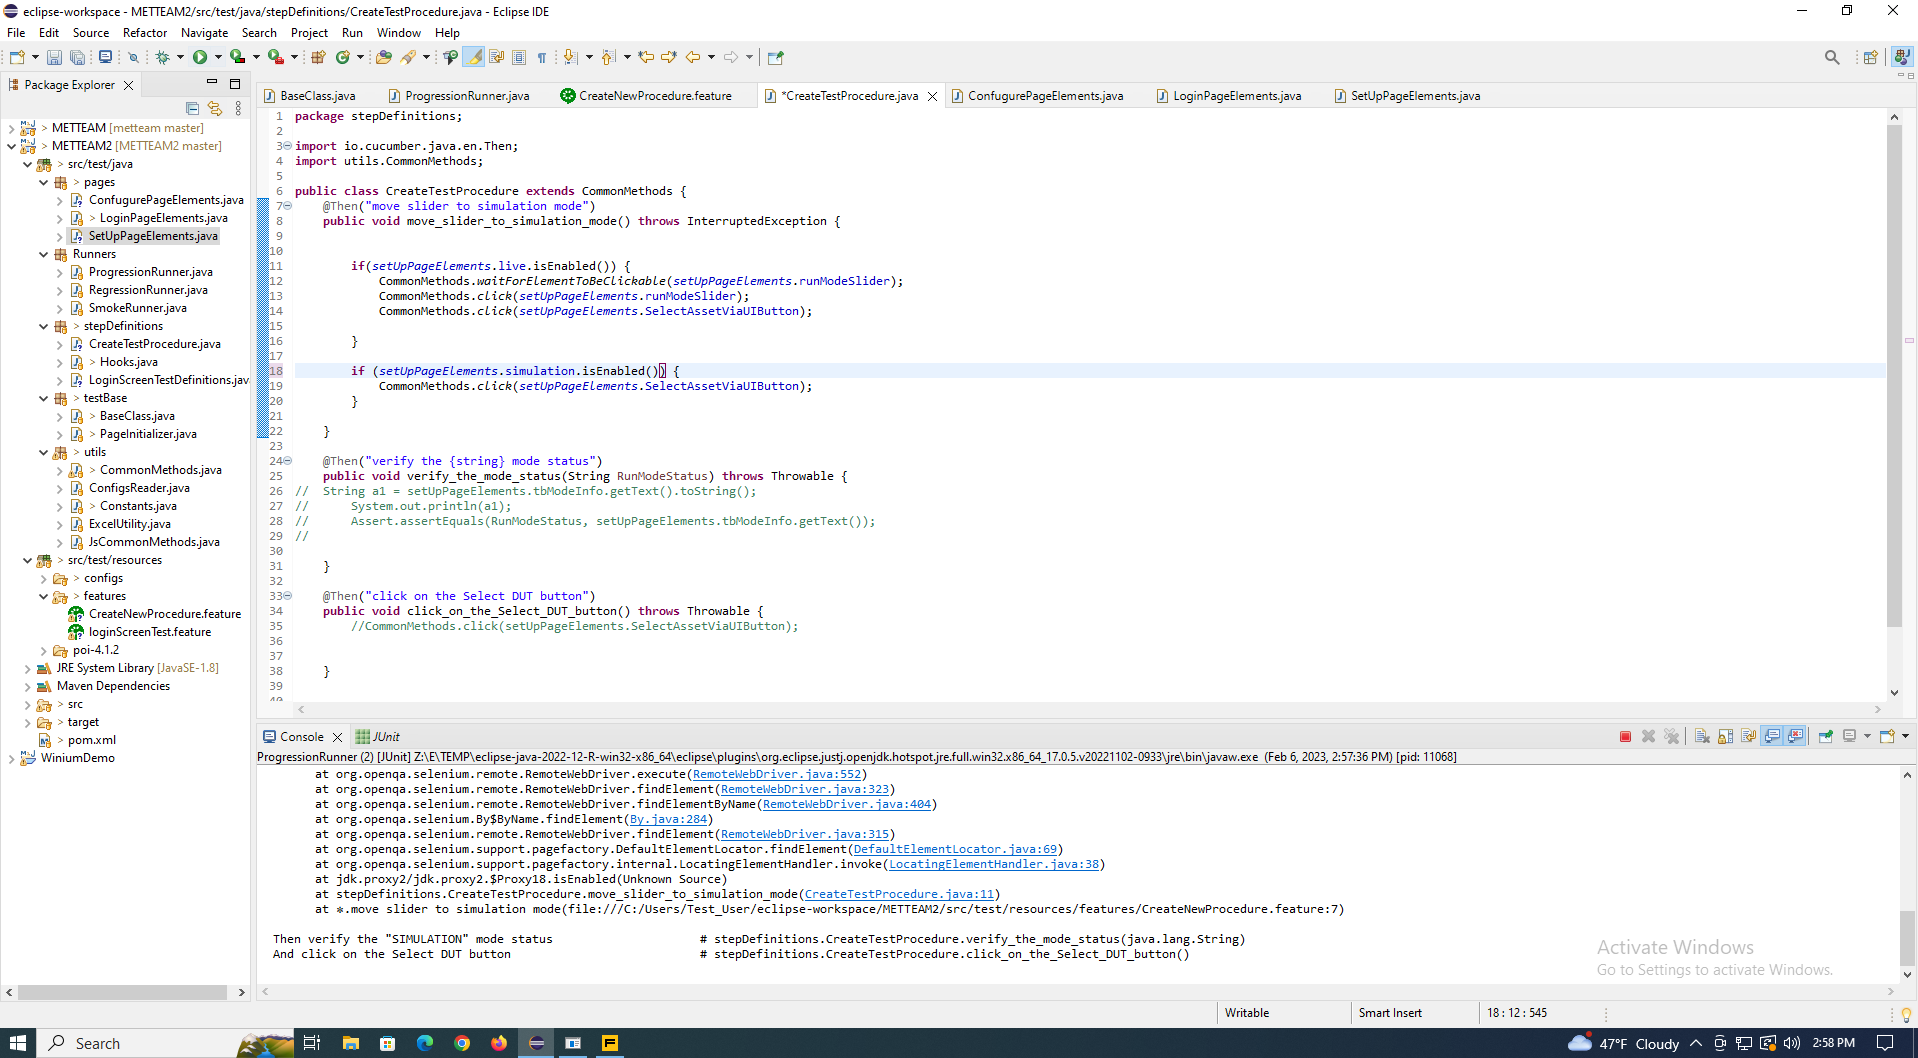 eclipse-workspace - METTEAM2/src/test/java/stepDefinitions/CreateTestProcedure.java - Eclipse IDE
File Edit Source Refactor Navigate Search Project Run Window Help
Package Explorer
> METTEAM [metteam master]
> METTEAM2 [METTEAM2 master]
> src/test/java
> pages
ConfugurePageElements.java
> LoginPageElements.java
SetUpPageElements.java
Runners
ProgressionRunner.java
RegressionRunner.java
SmokeRunner.java
> stepDefinitions
CreateTestProcedure.java
> Hooks.java
LoginScreenTestDefinitions.java
> testBase
> BaseClass.java
> PageInitializer.java
> utils
> CommonMethods.java
ConfigsReader.java
> Constants.java
ExcelUtility.java
JsCommonMethods.java
> src/test/resources
> configs
> features
CreateNewProcedure.feature
loginScreenTest.feature
poi-4.1.2
JRE System Library [JavaSE-1.8]
Maven Dependencies
> src
> target
> pom.xml
WiniumDemo
BaseClass.java ProgressionRunner.java CreateNewProcedure.feature *CreateTestProcedure.java ConfugurePageElements.java LoginPageElements.java SetUpPageElements.java
1 package stepDefinitions;
2
3 import io.cucumber.java.en.Then;
4 import utils.CommonMethods;
5
6 public class CreateTestProcedure extends CommonMethods {
7 @Then("move slider to simulation mode")
8 public void move_slider_to_simulation_mode() throws InterruptedException {
9
10
11 if(setUpPageElements.live.isEnabled()) {
12 CommonMethods.waitForElementToBeClickable(setUpPageElements.runModeSlider);
13 CommonMethods.click(setUpPageElements.runModeSlider);
14 CommonMethods.click(setUpPageElements.SelectAssetViaUIButton);
15
16 }
17
18 if (setUpPageElements.simulation.isEnabled()) {
19 CommonMethods.click(setUpPageElements.SelectAssetViaUIButton);
20 }
21
22 }
23
24 @Then("verify the {string} mode status")
25 public void verify_the_mode_status(String RunModeStatus) throws Throwable {
26 // String a1 = setUpPageElements.tbModeInfo.getText().toString();
27 // System.out.println(a1);
28 // Assert.assertEquals(RunModeStatus, setUpPageElements.tbModeInfo.getText());
29 //
30
31 }
32
33 @Then("click on the Select DUT button")
34 public void click_on_the_Select_DUT_button() throws Throwable {
35 //CommonMethods.click(setUpPageElements.SelectAssetViaUIButton);
36
37
38 }
39
40
Console JUnit
ProgressionRunner (2) [JUnit] Z:\E\TEMP\eclipse-java-2022-12-R-win32-x86_64\eclipse\plugins\org.eclipse.justj.openjdk.hotspot.jre.full.win32.x86_64_17.0.5.v20221102-0933\jre\bin\javaw.exe (Feb 6, 2023, 2:57:36 PM) [pid: 11068]
at org.openqa.selenium.remote.RemoteWebDriver.execute(RemoteWebDriver.java:552)
at org.openqa.selenium.remote.RemoteWebDriver.findElement(RemoteWebDriver.java:323)
at org.openqa.selenium.remote.RemoteWebDriver.findElementByName(RemoteWebDriver.java:404)
at org.openqa.selenium.By$ByName.findElement(By.java:284)
at org.openqa.selenium.remote.RemoteWebDriver.findElement(RemoteWebDriver.java:315)
at org.openqa.selenium.support.pagefactory.DefaultElementLocator.findElement(DefaultElementLocator.java:69)
at org.openqa.selenium.support.pagefactory.internal.LocatingElementHandler.invoke(LocatingElementHandler.java:38)
at jdk.proxy2/jdk.proxy2.$Proxy18.isEnabled(Unknown Source)
at stepDefinitions.CreateTestProcedure.move_slider_to_simulation_mode(CreateTestProcedure.java:11)
at *.move slider to simulation mode(file:///C:/Users/Test_User/eclipse-workspace/METTEAM2/src/test/resources/features/CreateNewProcedure.feature:7)
Then verify the "SIMULATION" mode status # stepDefinitions.CreateTestProcedure.verify_the_mode_status(java.lang.String)
And click on the Select DUT button # stepDefinitions.CreateTestProcedure.click_on_the_Select_DUT_button()
Activate Windows
Go to Settings to activate Windows.
Writable Smart Insert 18 : 12 : 545
Search
47°F Cloudy 2:58 PM